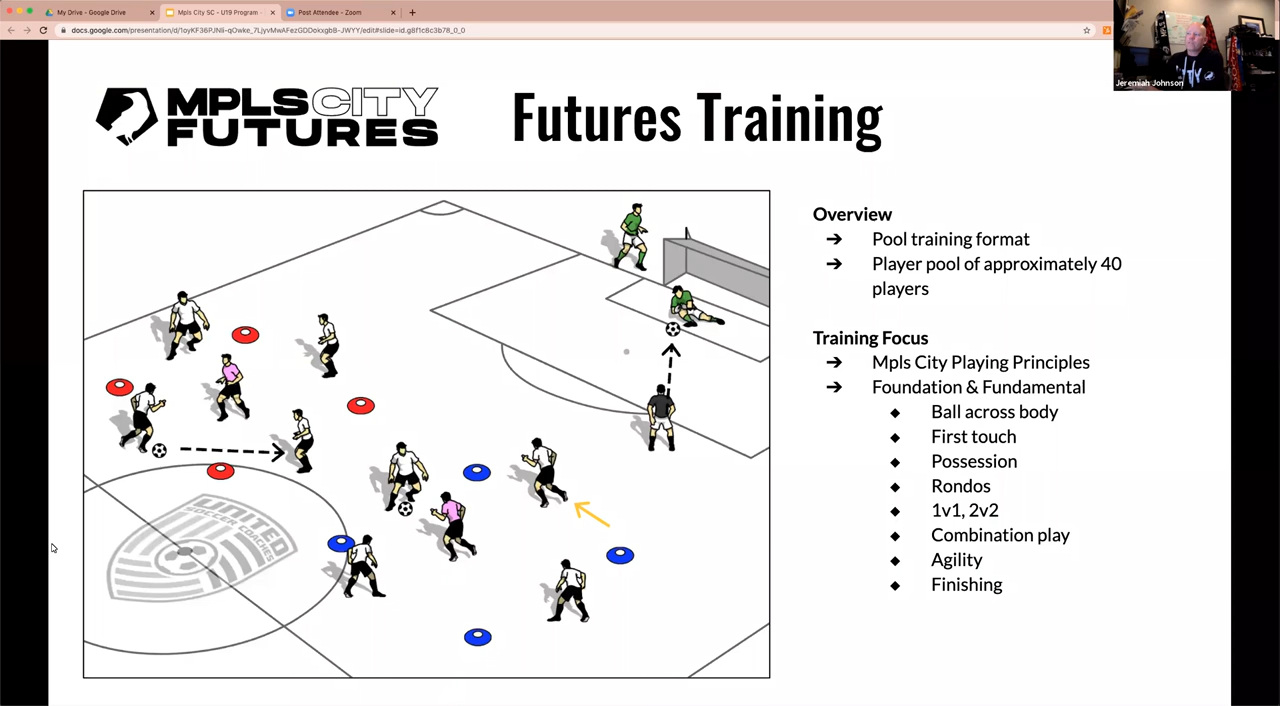 My Drive - Google Drive
Mpls City SC - U19 Program -
Post Attendee - Zoom
Jeremiah Johnson
MPLS CITY
FUTURES
Futures Training
Overview
➔ Pool training format
➔ Player pool of approximately 40
players
Training Focus
➔ Mpls City Playing Principles
➔ Foundation & Fundamental
◆ Ball across body
◆ First touch
◆ Possession
◆ Rondos
◆ 1v1, 2v2
◆ Combination play
◆ Agility
◆ Finishing
UNITED
SOCCER COACHES